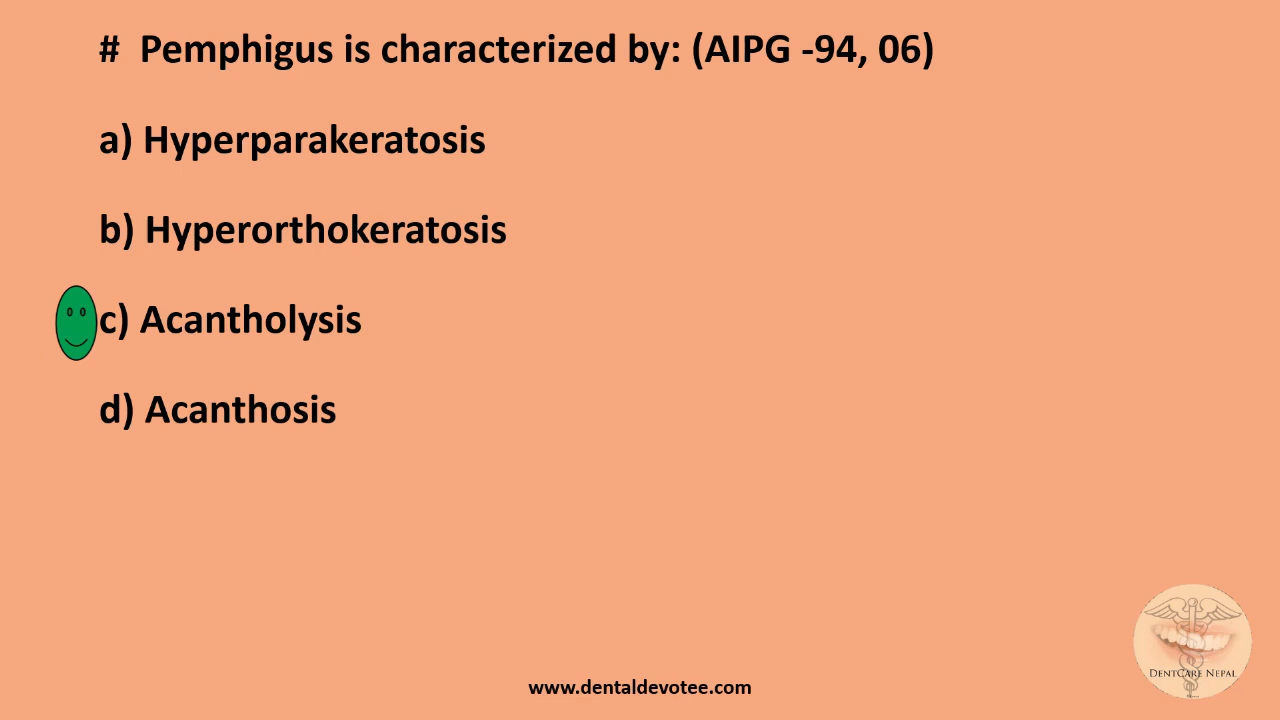 # Pemphigus is characterized by: (AIPG -94, 06)
a) Hyperparakeratosis
b) Hyperorthokeratosis
c) Acantholysis
d) Acanthosis
DENTCARE NEPAL
www.dentaldevotee.com